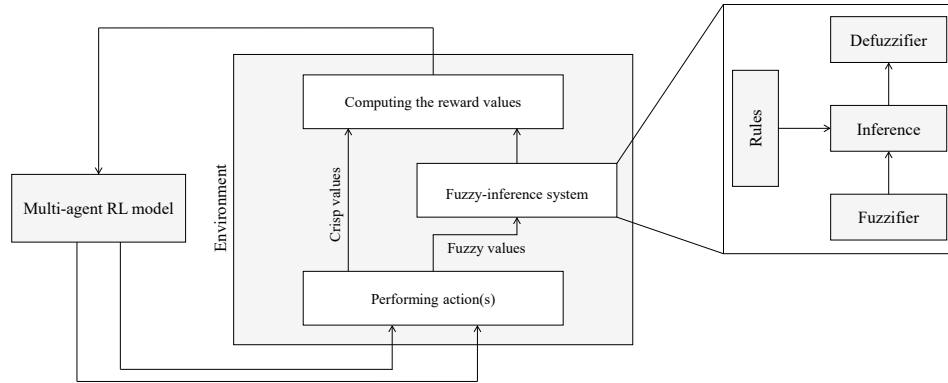 Defuzzifier
Computing the reward values
Rules
Inference
Environment
Crisp values
Fuzzy-inference system
Multi-agent RL model
Fuzzifier
Fuzzy values
Performing action(s)